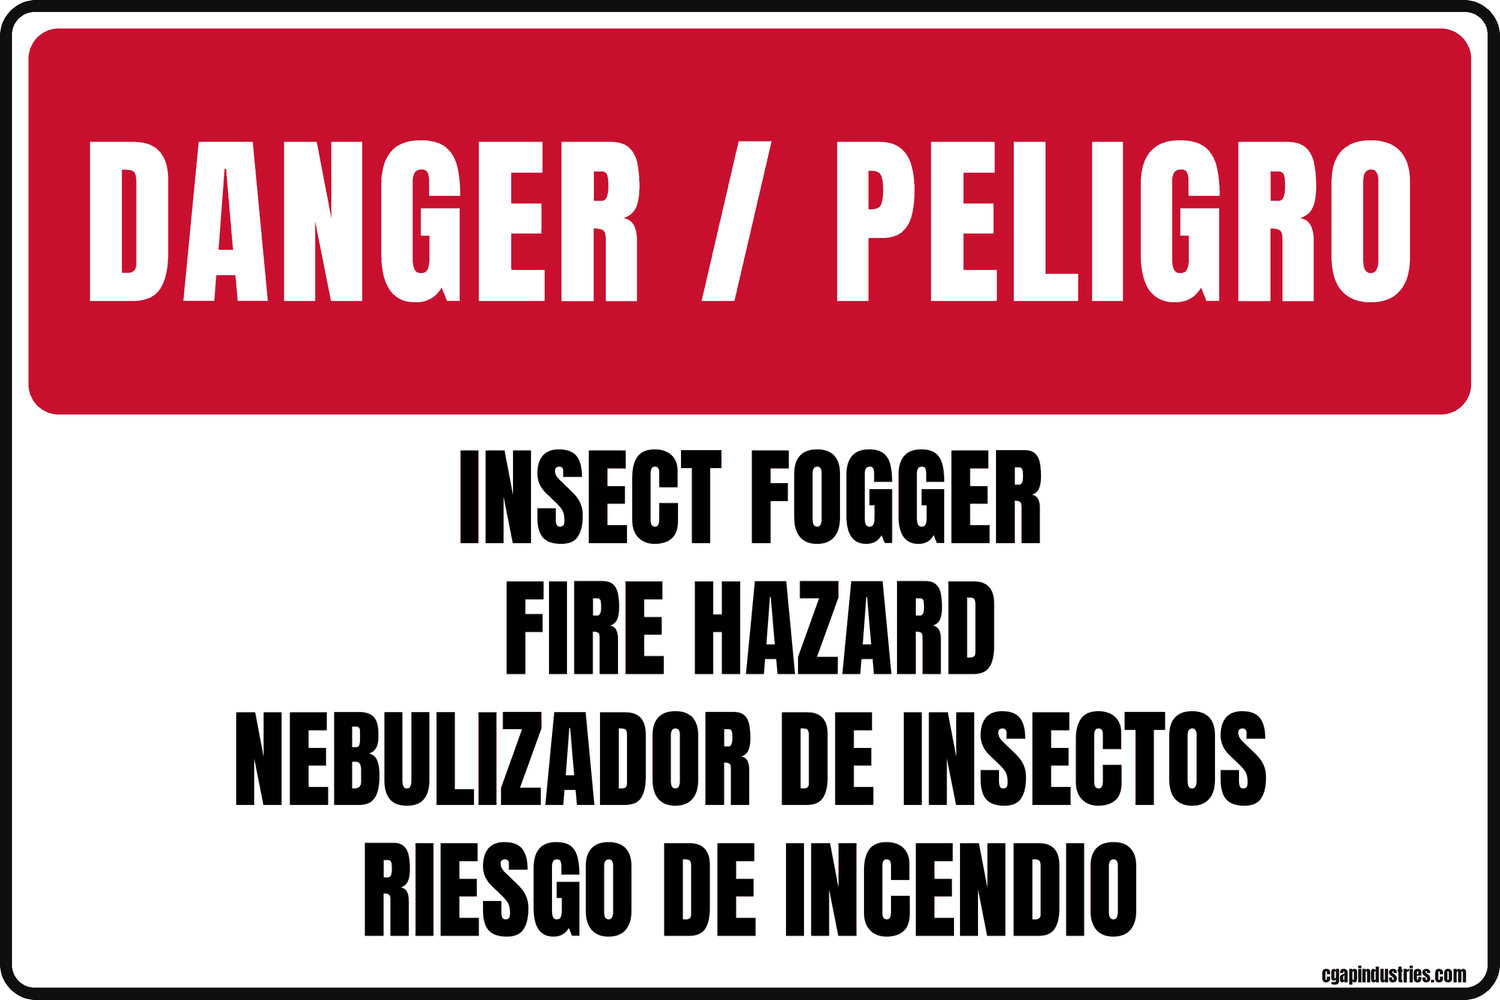 DANGER / PELIGRO
INSECT FOGGER
FIRE HAZARD
NEBULIZADOR DE INSECTOS
RIESGO DE INCENDIO
cgapindustries.com